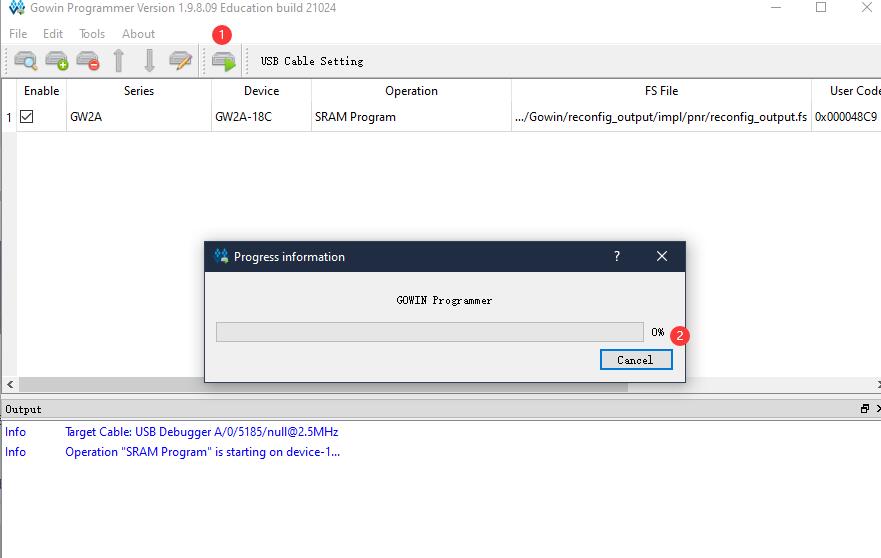 Gowin Programmer Version 1.9.8.09 Education build 21024
File Edit Tools About
1
USB Cable Setting
Enable Series Device Operation FS File User Code
1 GW2A GW2A-18C SRAM Program .../Gowin/reconfig_output/impl/pnr/reconfig_output.fs 0x000048C9
Progress information
GOWIN Programmer
0%
2
Cancel
Output
Info Target Cable: USB Debugger A/0/5185/null@2.5MHz
Info Operation "SRAM Program" is starting on device-1...